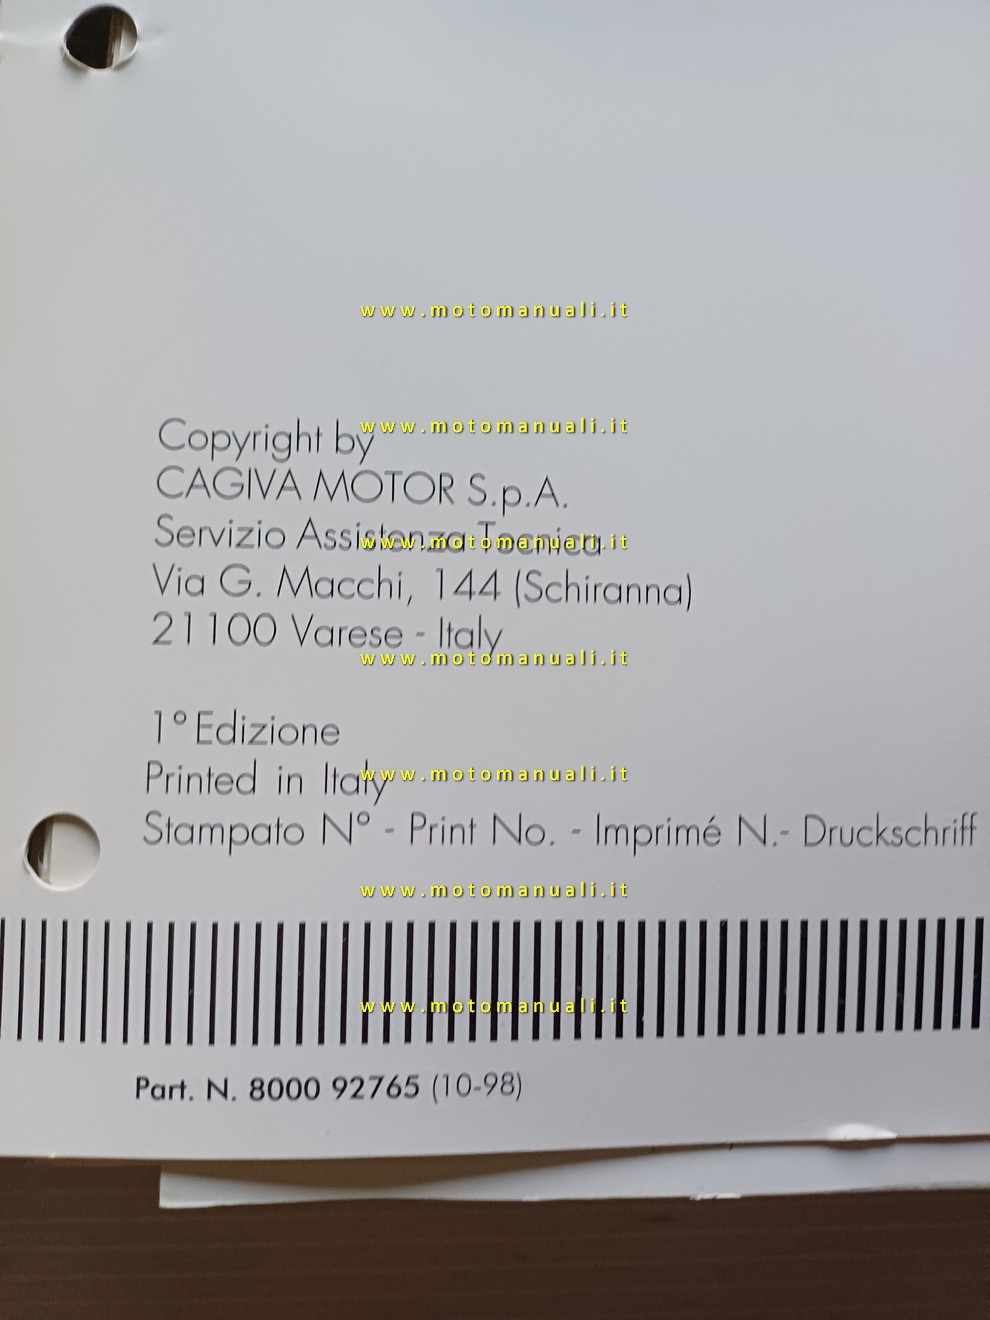 www.motomanuali.it
Copyright by
www.motomanuali.it
CAGIVA MOTOR S.p.A.
Servizio Assistenza Tecnica
www.motomanuali.it
Via G. Macchi, 144 (Schiranna)
21100 Varese - Italy
www.motomanuali.it
1° Edizione
Printed in Italy
www.motomanuali.it
Stampato N° - Print No. - Imprimé N.- Druckschriff
www.motomanuali.it
www.motomanuali.it
Part. N. 8000 92765 (10-98)